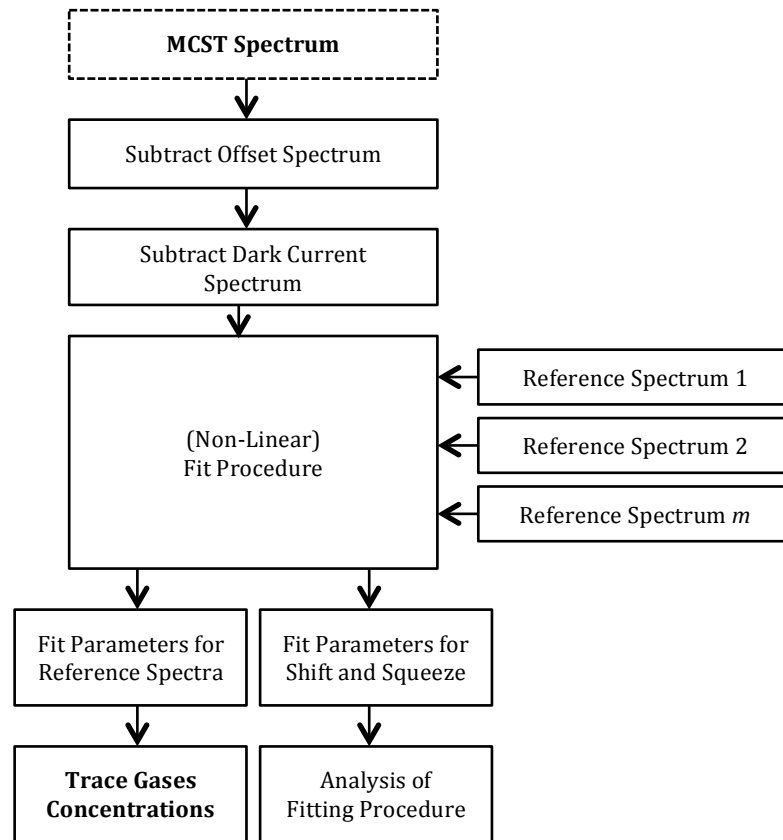 MCST Spectrum
Subtract Offset Spectrum
Subtract Dark Current
Spectrum
(Non-Linear)
Fit Procedure
Reference Spectrum 1
Reference Spectrum 2
Reference Spectrum m
Fit Parameters for
Reference Spectra
Fit Parameters for
Shift and Squeeze
Trace Gases
Concentrations
Analysis of
Fitting Procedure